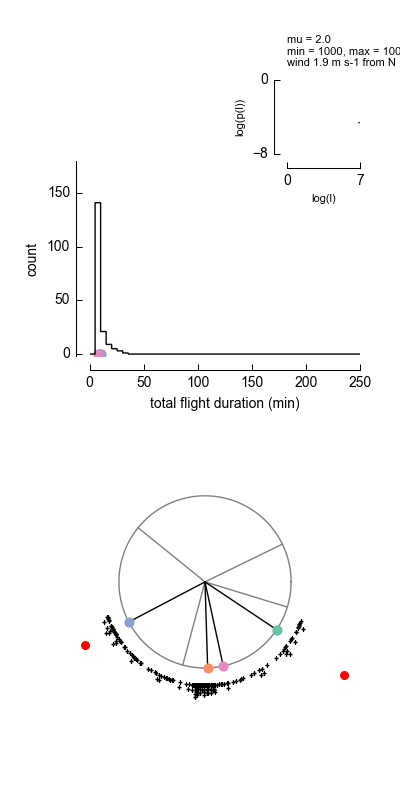 mu = 2.0
min = 1000, max = 100
wind 1.9 m s-1 from N
0
log(p(l))
−8
0
7
log(l)
150
100
50
0
count
0
50
100
150
200
250
total flight duration (min)